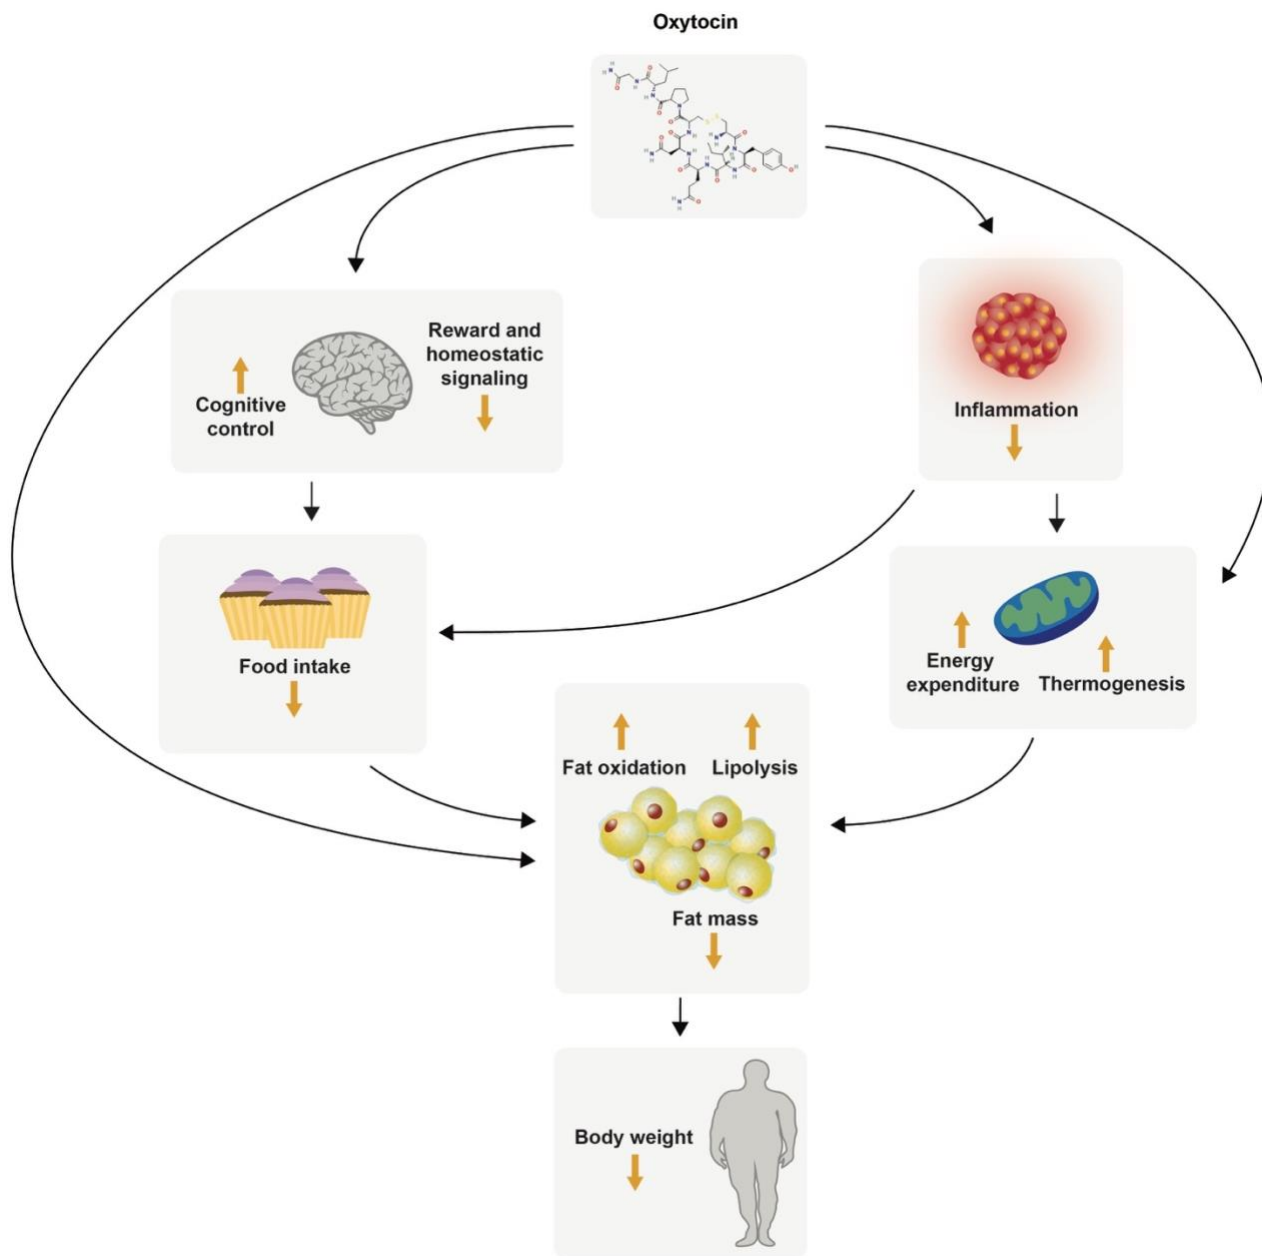 Oxytocin
Reward and
homeostatic
signaling
Cognitive
control
Inflammation
Food intake
Energy
expenditure
Thermogenesis
Fat oxidation
Lipolysis
Fat mass
Body weight